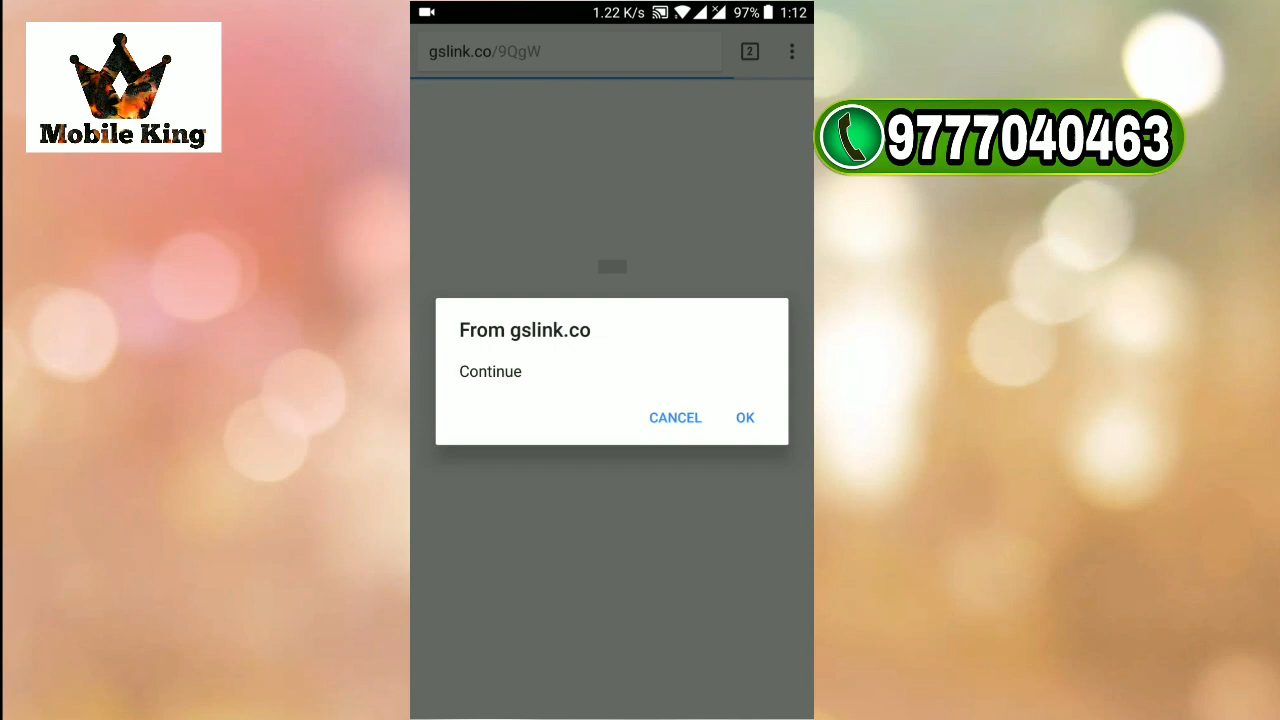 Mobile King
1.22 K/s 97% 1:12
gslink.co/9QgW
2
9777040463
From gslink.co
Continue
CANCEL OK